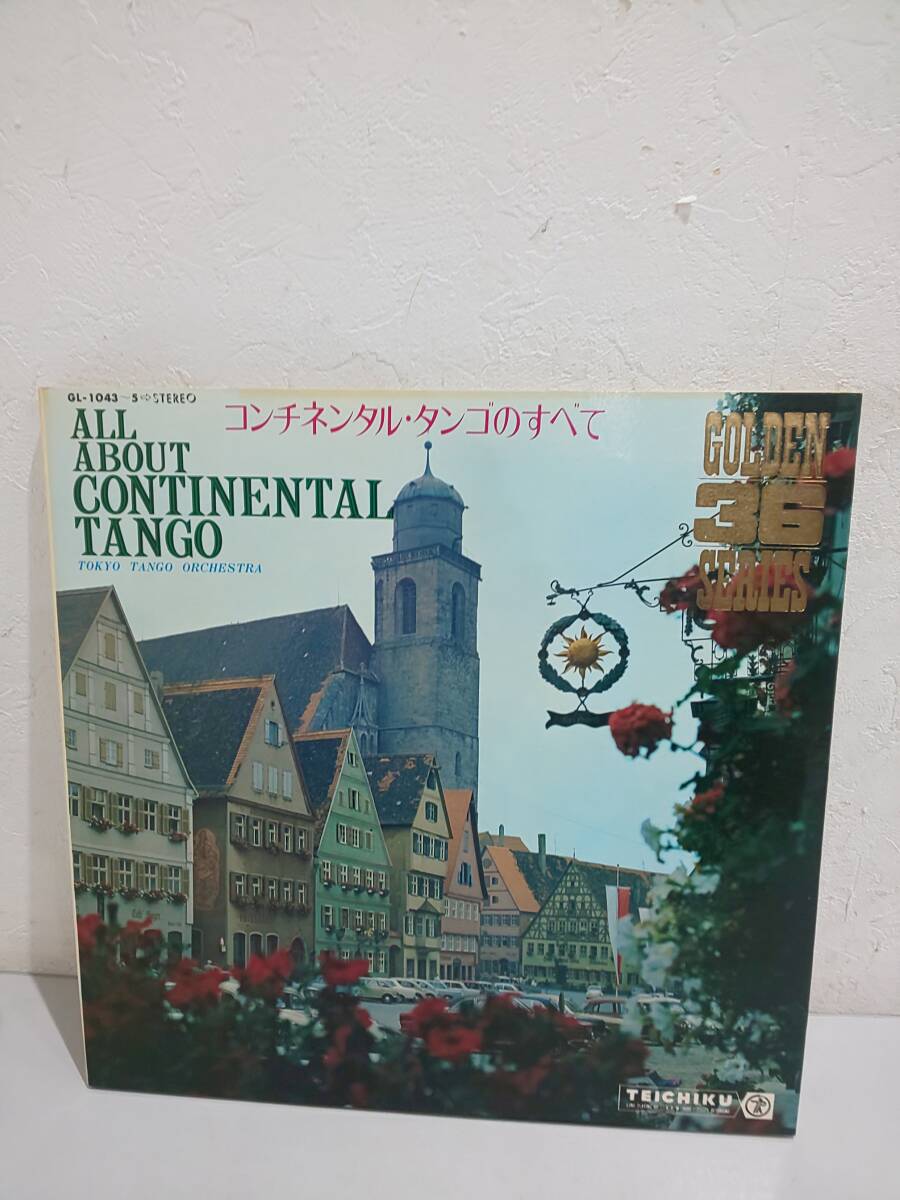 GL-1043~5⇨STEREO
コンチネンタル・タンゴのすべて
ALL
ABOUT
CONTINENTAL
TANGO
TOKYO TANGO ORCHESTRA
GOLDEN
36
SERIES
TEICHIKU